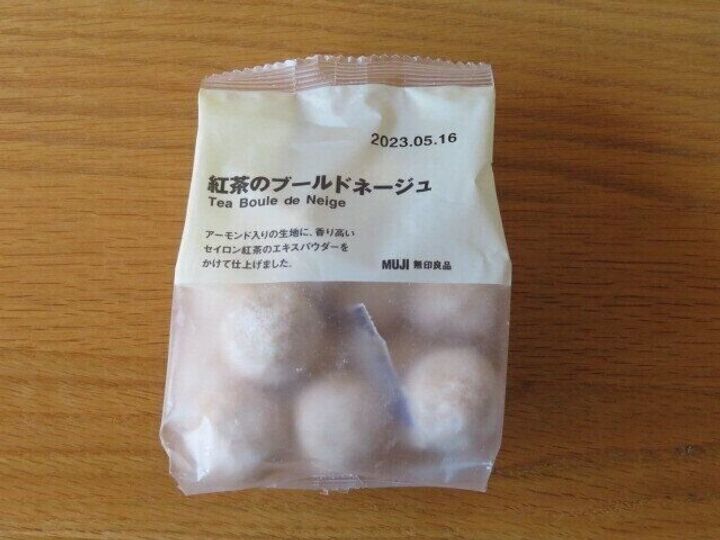 2023.05.16
紅茶のブールドネージュ
Tea Boule de Neige
アーモンド入りの生地に、香り高い
セイロン紅茶のエキスパウダーを
かけて仕上げました。
MUJI 無印良品